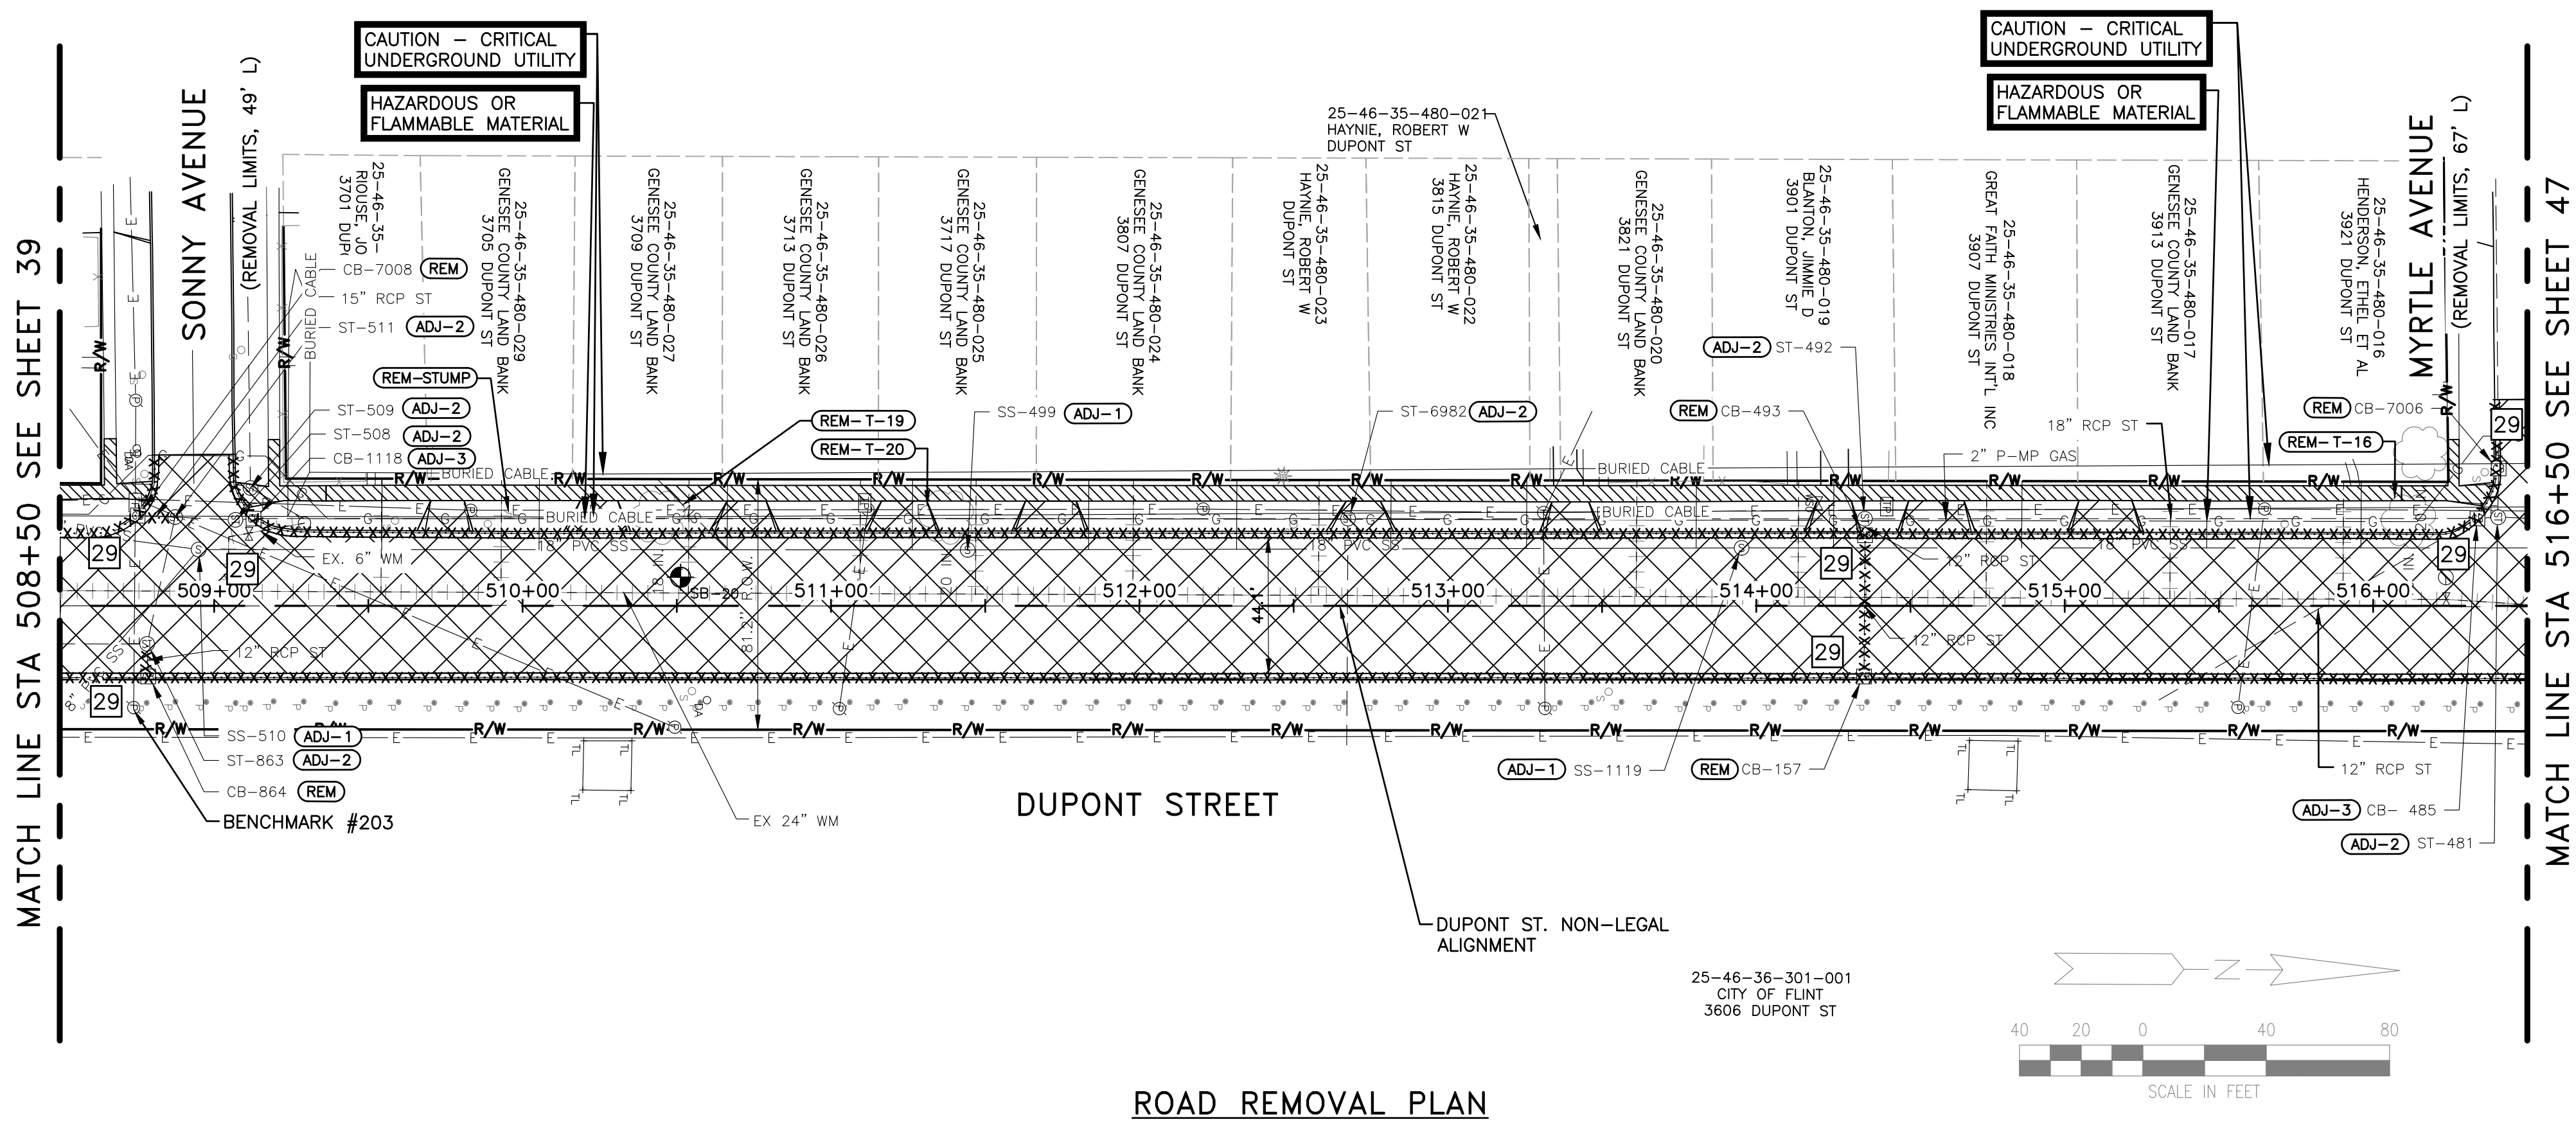 CAUTION - CRITICAL
UNDERGROUND UTILITY
HAZARDOUS OR
FLAMMABLE MATERIAL
CAUTION - CRITICAL
UNDERGROUND UTILITY
HAZARDOUS OR
FLAMMABLE MATERIAL
MATCH LINE STA 508+50 SEE SHEET 39
SONNY AVENUE
(REMOVAL LIMITS, 49' L)
25-46-35-480-021
HAYNIE, ROBERT W
DUPONT ST
MYRTLE AVENUE
(REMOVAL LIMITS, 67' L)
MATCH LINE STA 516+50 SEE SHEET 47
25-46-35-
RIOUSE, JO
3701 DUP
25-46-35-480-029
GENESEE COUNTY LAND BANK
3705 DUPONT ST
25-46-35-480-027
GENESEE COUNTY LAND BANK
3709 DUPONT ST
25-46-35-480-026
GENESEE COUNTY LAND BANK
3713 DUPONT ST
25-46-35-480-025
GENESEE COUNTY LAND BANK
3717 DUPONT ST
25-46-35-480-024
GENESEE COUNTY LAND BANK
3807 DUPONT ST
25-46-35-480-023
HAYNIE, ROBERT W
DUPONT ST
25-46-35-480-022
HAYNIE, ROBERT W
3815 DUPONT ST
25-46-35-480-020
GENESEE COUNTY LAND BANK
3821 DUPONT ST
25-46-35-480-019
BLANTON, JIMMIE D
3901 DUPONT ST
25-46-35-480-018
GREAT FAITH MINISTRIES INT'L INC
3907 DUPONT ST
25-46-35-480-017
GENESEE COUNTY LAND BANK
3913 DUPONT ST
25-46-35-480-016
HENDERSON, ETHEL ET AL
3921 DUPONT ST
BURIED CABLE
CB-7008 REM
15" RCP ST
ST-511 ADJ-2
REM-STUMP
ST-509 ADJ-2
ST-508 ADJ-2
CB-1118 ADJ-3
REM-T-19
REM-T-20
SS-499 ADJ-1
ST-6982 ADJ-2
ADJ-2 ST-492
REM CB-493
18" RCP ST
2" P-MP GAS
REM CB-7006
REM-T-16
29
R/W
R/W
R/W
BURIED CABLE
R/W R/W R/W R/W R/W R/W R/W R/W R/W R/W R/W R/W R/W
BURIED CABLE
BURIED CABLE
BURIED CABLE
29
29
29
29
EX. 6" WM
18" PVC SS
18" PVC SS
18" PVC SS
12" RCP ST
18 IN
20 IN
SB-20
81.2' R.O.W.
44.1'
509+00
510+00
511+00
512+00
513+00
514+00
515+00
516+00
12" RCP ST
12" RCP ST
29
29
R/W R/W R/W R/W R/W R/W R/W R/W R/W R/W R/W R/W R/W R/W R/W
SS-510 ADJ-1
ST-863 ADJ-2
CB-864 REM
BENCHMARK #203
EX 24" WM
DUPONT STREET
ADJ-1 SS-1119
REM CB-157
12" RCP ST
ADJ-3 CB- 485
ADJ-2 ST-481
TL TL
TL TL
TL TL
TL TL
DUPONT ST. NON-LEGAL
ALIGNMENT
25-46-36-301-001
CITY OF FLINT
3606 DUPONT ST
N
40 20 0 40 80
SCALE IN FEET
ROAD REMOVAL PLAN